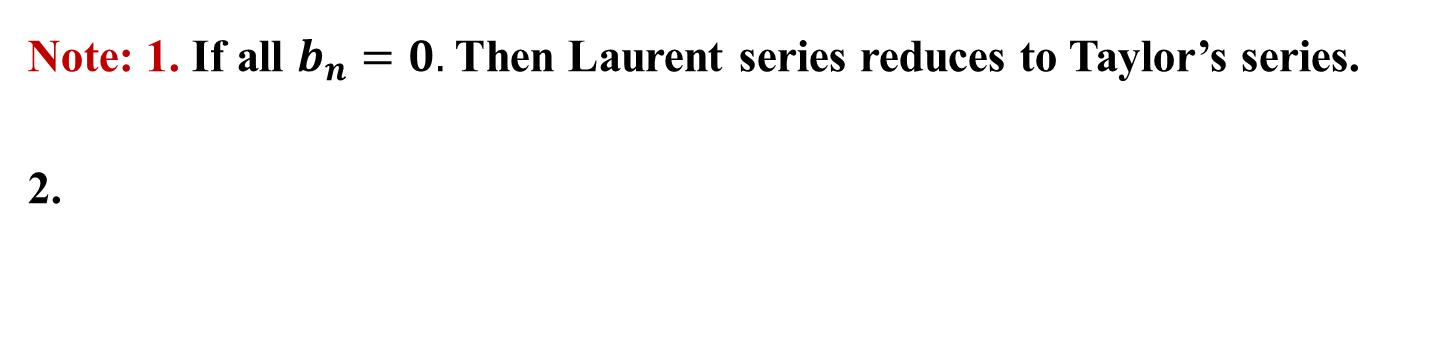 Note: 1. If all 𝒃ₙ = 𝟎. Then Laurent series reduces to Taylor’s series.
2.